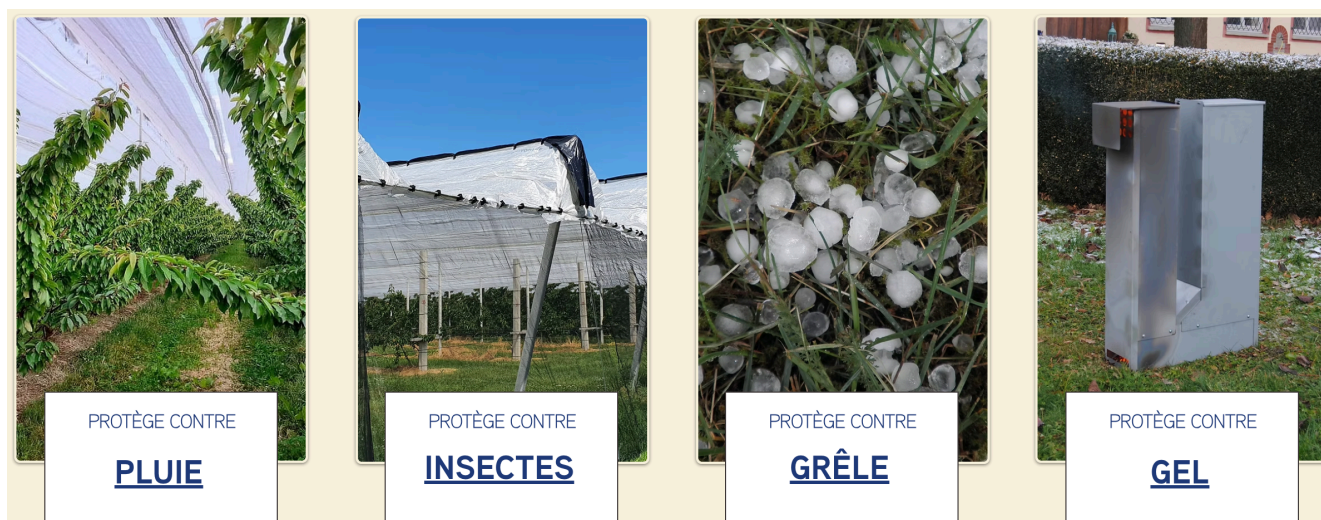 PROTÈGE CONTRE
PLUIE
PROTÈGE CONTRE
INSECTES
PROTÈGE CONTRE
GRÊLE
PROTÈGE CONTRE
GEL